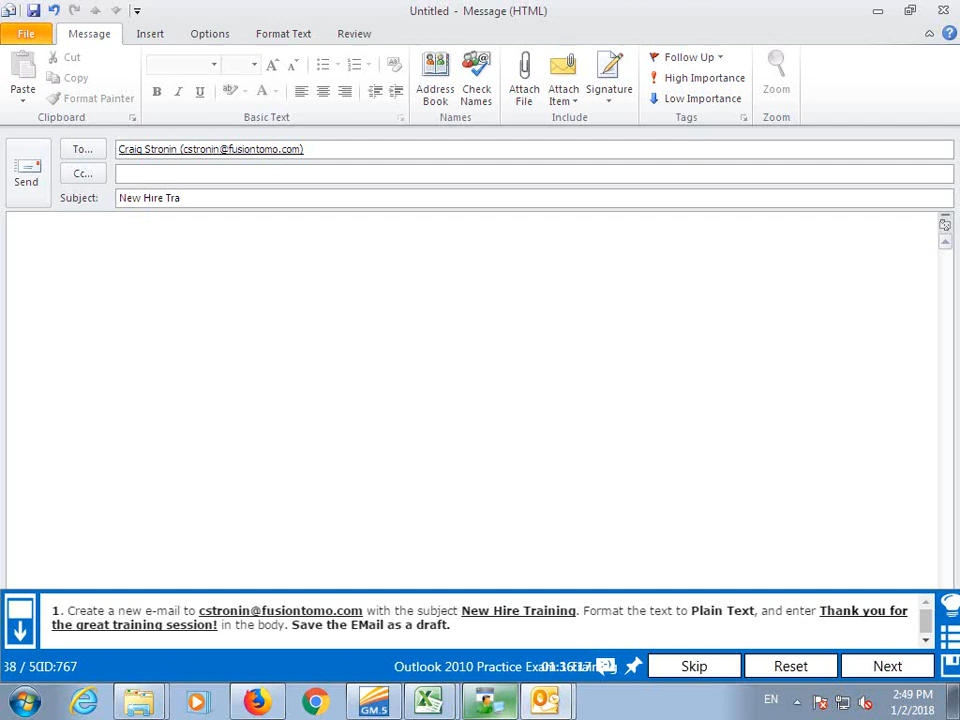 Untitled - Message (HTML)
File Message Insert Options Format Text Review
Cut
Copy
Format Painter
Paste
Clipboard
B I U
Basic Text
Address Book
Check Names
Names
Attach File
Attach Item
Signature
Include
Follow Up
High Importance
Low Importance
Tags
Zoom
Zoom
Send
To... Craig Stronin (cstronin@fusiontomo.com)
Cc...
Subject: New Hire Tra
1. Create a new e-mail to cstronin@fusiontomo.com with the subject New Hire Training. Format the text to Plain Text, and enter Thank you for
the great training session! in the body. Save the EMail as a draft.
38 / 50 ID:767
Outlook 2010 Practice Exam
Skip Reset Next
GM.5
EN
2:49 PM
1/2/2018